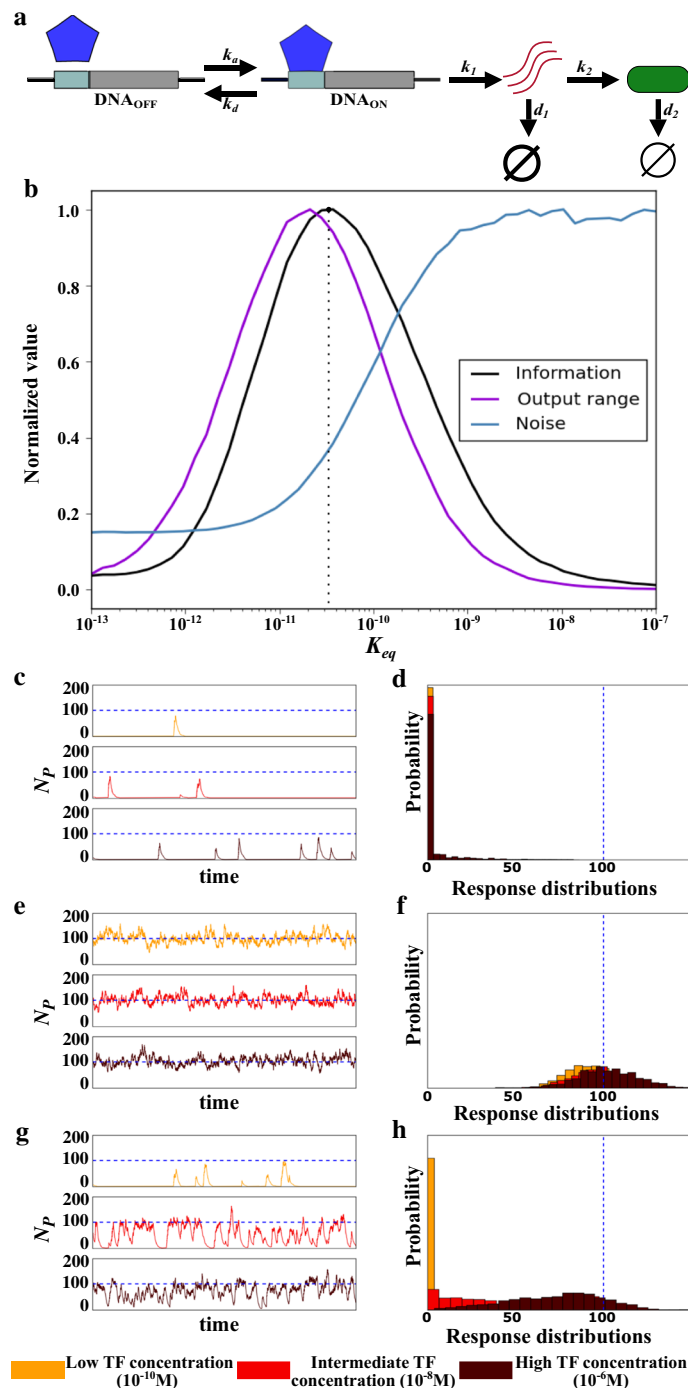 a
k_a
k_d
k_1
k_2
d_1
d_2
DNA_OFF
DNA_ON
b
Normalized value
1.0
0.8
0.6
0.4
0.2
0.0
Information
Output range
Noise
10^-13
10^-12
10^-11
10^-10
10^-9
10^-8
10^-7
K_eq
c
200
100
0
200
100
0
200
100
0
N_P
time
d
Probability
0
50
100
Response distributions
e
200
100
0
200
100
0
200
100
0
N_P
time
f
Probability
0
50
100
Response distributions
g
200
100
0
200
100
0
200
100
0
N_P
time
h
Probability
0
50
100
Response distributions
Low TF concentration
(10^-10M)
Intermediate TF
concentration (10^-8M)
High TF concentration
(10^-6M)